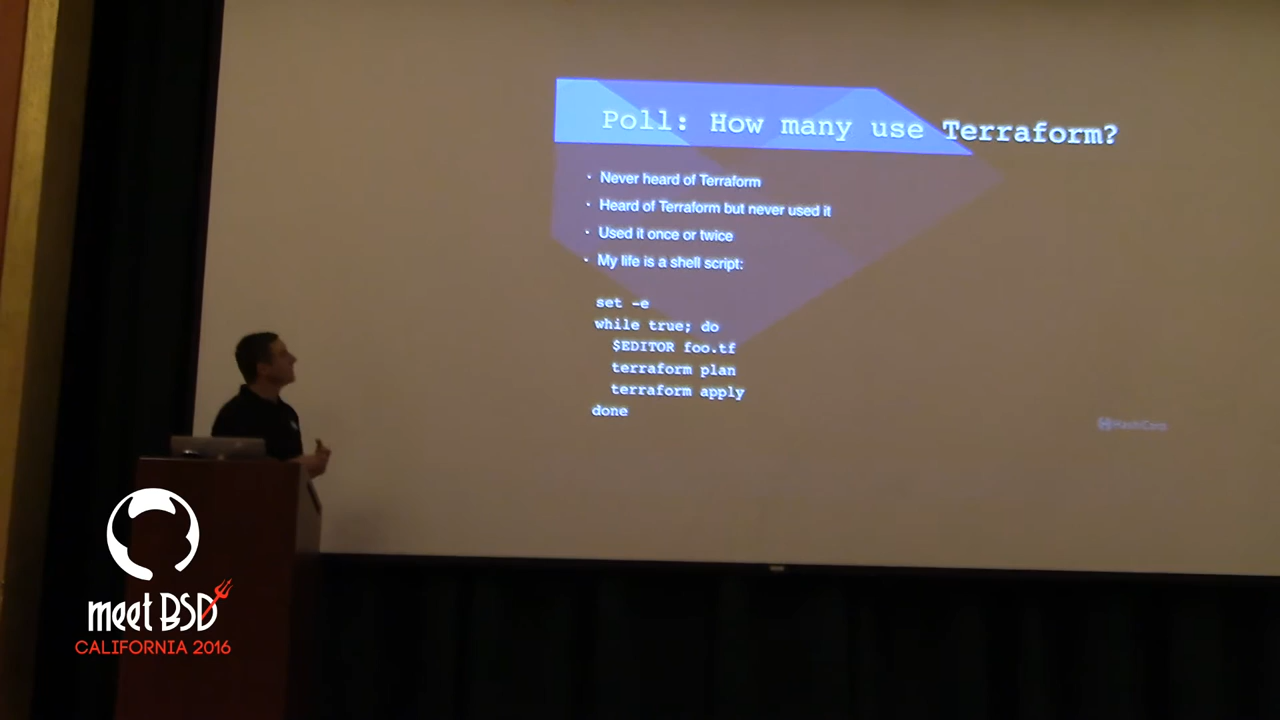 Poll: How many use Terraform?
· Never heard of Terraform
· Heard of Terraform but never used it
· Used it once or twice
· My life is a shell script:
set -e
while true; do
$EDITOR foo.tf
terraform plan
terraform apply
done
HashiCorp
meet BSD
CALIFORNIA 2016